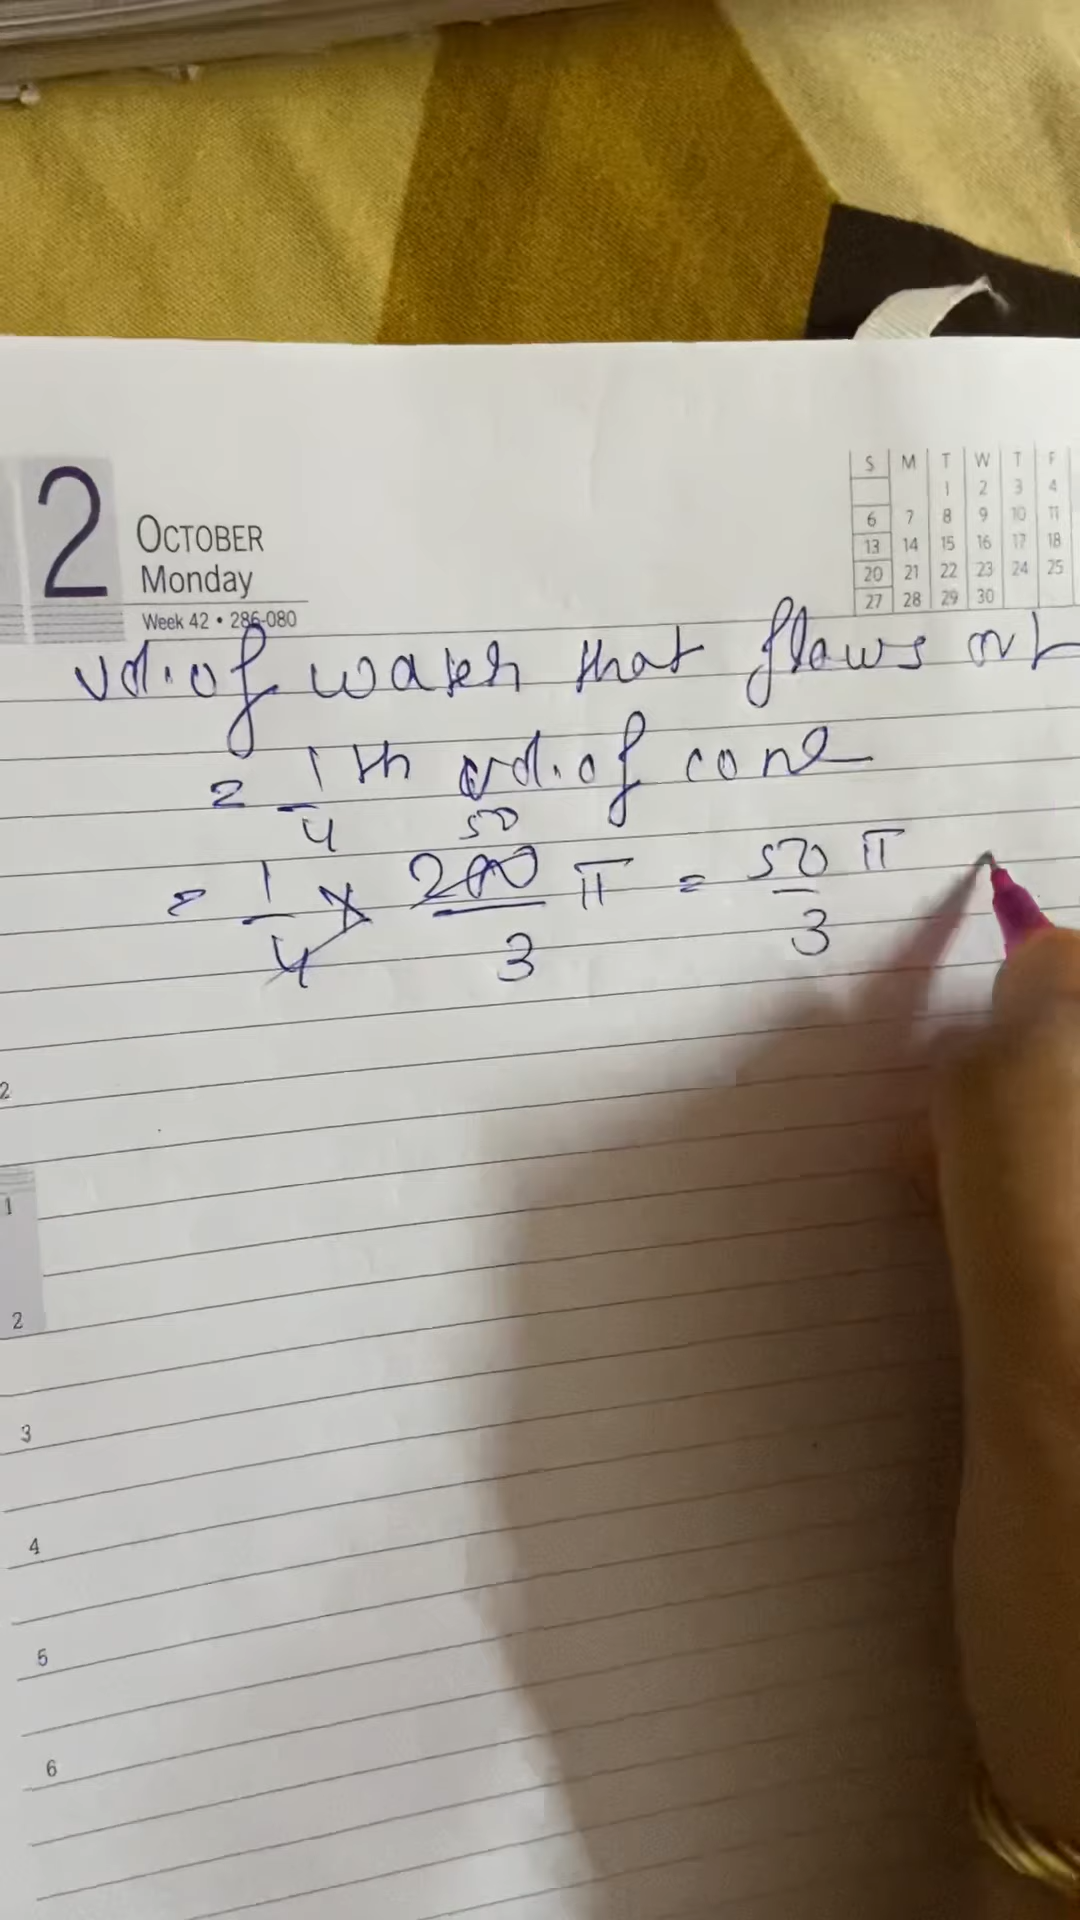 2
OCTOBER
Monday
Week 42 • 286-080
S M T W T F
1 2 3 4
6 7 8 9 10 11
13 14 15 16 17 18
20 21 22 23 24 25
27 28 29 30
vol. of water that flows out
= 1/4 th vol. of cone
50
= 1/4 × 200/3 π = 50/3 π
2
1
2
3
4
5
6